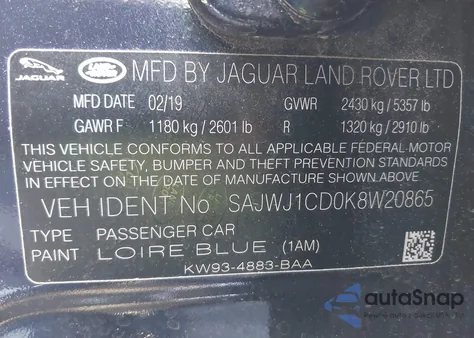 JAGUAR LAND ROVER MFD BY JAGUAR LAND ROVER LTD
MFD DATE 02/19 GVWR 2430 kg / 5357 lb
GAWR F 1180 kg / 2601 lb R 1320 kg / 2910 lb
THIS VEHICLE CONFORMS TO ALL APPLICABLE FEDERAL MOTOR
VEHICLE SAFETY, BUMPER AND THEFT PREVENTION STANDARDS
IN EFFECT ON THE DATE OF MANUFACTURE SHOWN ABOVE.
VEH IDENT No SAJWJ1CD0K8W20865
TYPE PASSENGER CAR
PAINT LOIRE BLUE (1AM)
KW93-4883-BAA
autaSnap